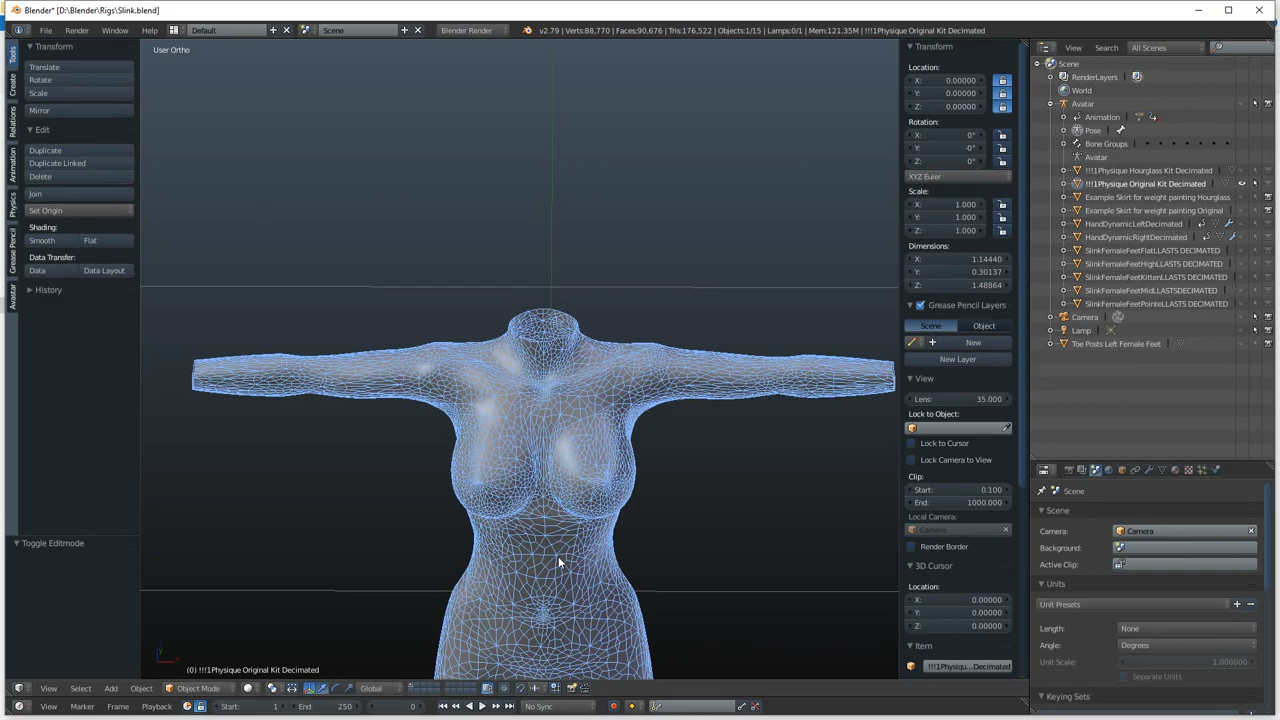 Blender* [D:\Blender\Rigs\Slink.blend]
File Render Window Help Default Scene Blender Render v2.79 | Verts:88,770 | Faces:90,676 | Tris:176,522 | Objects:1/15 | Lamps:0/1 | Mem:121.35M | !!!1Physique Original Kit Decimated
Tools
Create
Relations
Animation
Physics
Grease Pencil
Avastar
Transform
Translate
Rotate
Scale
Mirror
Edit
Duplicate
Duplicate Linked
Delete
Join
Set Origin
Shading:
Smooth Flat
Data Transfer:
Data Data Layout
History
Toggle Editmode
User Ortho
(0) !!!1Physique Original Kit Decimated
Transform
Location:
X: 0.00000
Y: 0.00000
Z: 0.00000
Rotation:
X: 0°
Y: -0°
Z: 0°
XYZ Euler
Scale:
X: 1.000
Y: 1.000
Z: 1.000
Dimensions:
X: 1.14440
Y: 0.30137
Z: 1.48864
Grease Pencil Layers
Scene Object
New
New Layer
View
Lens: 35.000
Lock to Object:
Lock to Cursor
Lock Camera to View
Clip:
Start: 0.100
End: 1000.000
Local Camera:
Camera
Render Border
3D Cursor
Location:
X: 0.00000
Y: 0.00000
Z: 0.00000
Item
!!!1Physiqu...Decimated
View Search All Scenes
Scene
RenderLayers
World
Avatar
Animation
Pose
Bone Groups
Avatar
!!!1Physique Hourglass Kit Decimated
!!!1Physique Original Kit Decimated
Example Skirt for weight painting Hourglass
Example Skirt for weight painting Original
HandDynamicLeftDecimated
HandDynamicRightDecimated
SlinkFemaleFeetFlatLLASTS DECIMATED
SlinkFemaleFeetHighLLASTS DECIMATED
SlinkFemaleFeetKittenLLASTS DECIMATED
SlinkFemaleFeetMidLLASTSDECIMATED
SlinkFemaleFeetPointeLLASTS DECIMATED
Camera
Lamp
Toe Posts Left Female Feet
Scene
Scene
Camera: Camera
Background:
Active Clip:
Units
Unit Presets
Length: None
Angle: Degrees
Unit Scale: 1.000000
Separate Units
Keying Sets
View Select Add Object Object Mode Global
View Marker Frame Playback Start: 1 End: 250 0 No Sync